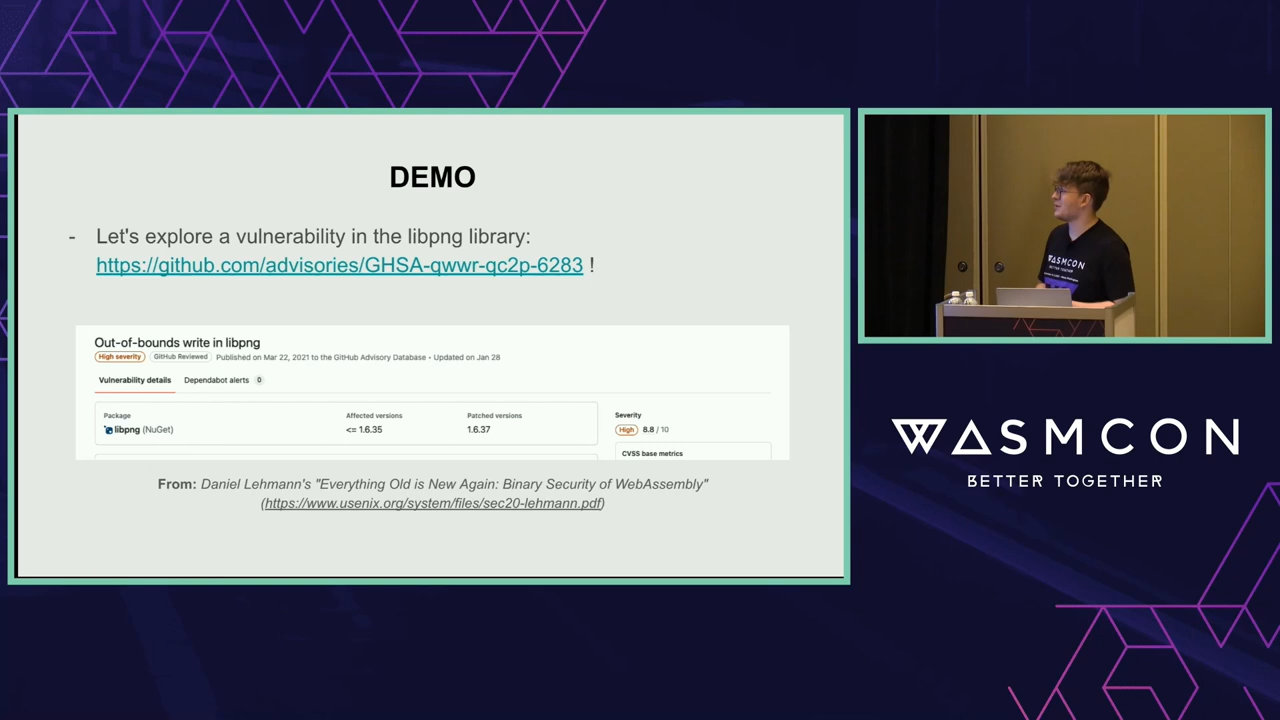 DEMO
- Let's explore a vulnerability in the libpng library:
https://github.com/advisories/GHSA-qwwr-qc2p-6283 !
Out-of-bounds write in libpng
High severity GitHub Reviewed Published on Mar 22, 2021 to the GitHub Advisory Database • Updated on Jan 28
Vulnerability details Dependabot alerts 0
Package Affected versions Patched versions Severity
libpng (NuGet) <= 1.6.35 1.6.37 High 8.8 / 10
CVSS base metrics
From: Daniel Lehmann's "Everything Old is New Again: Binary Security of WebAssembly"
(https://www.usenix.org/system/files/sec20-lehmann.pdf)
WASMCON
BETTER TOGETHER
WASMCON
BETTER TOGETHER